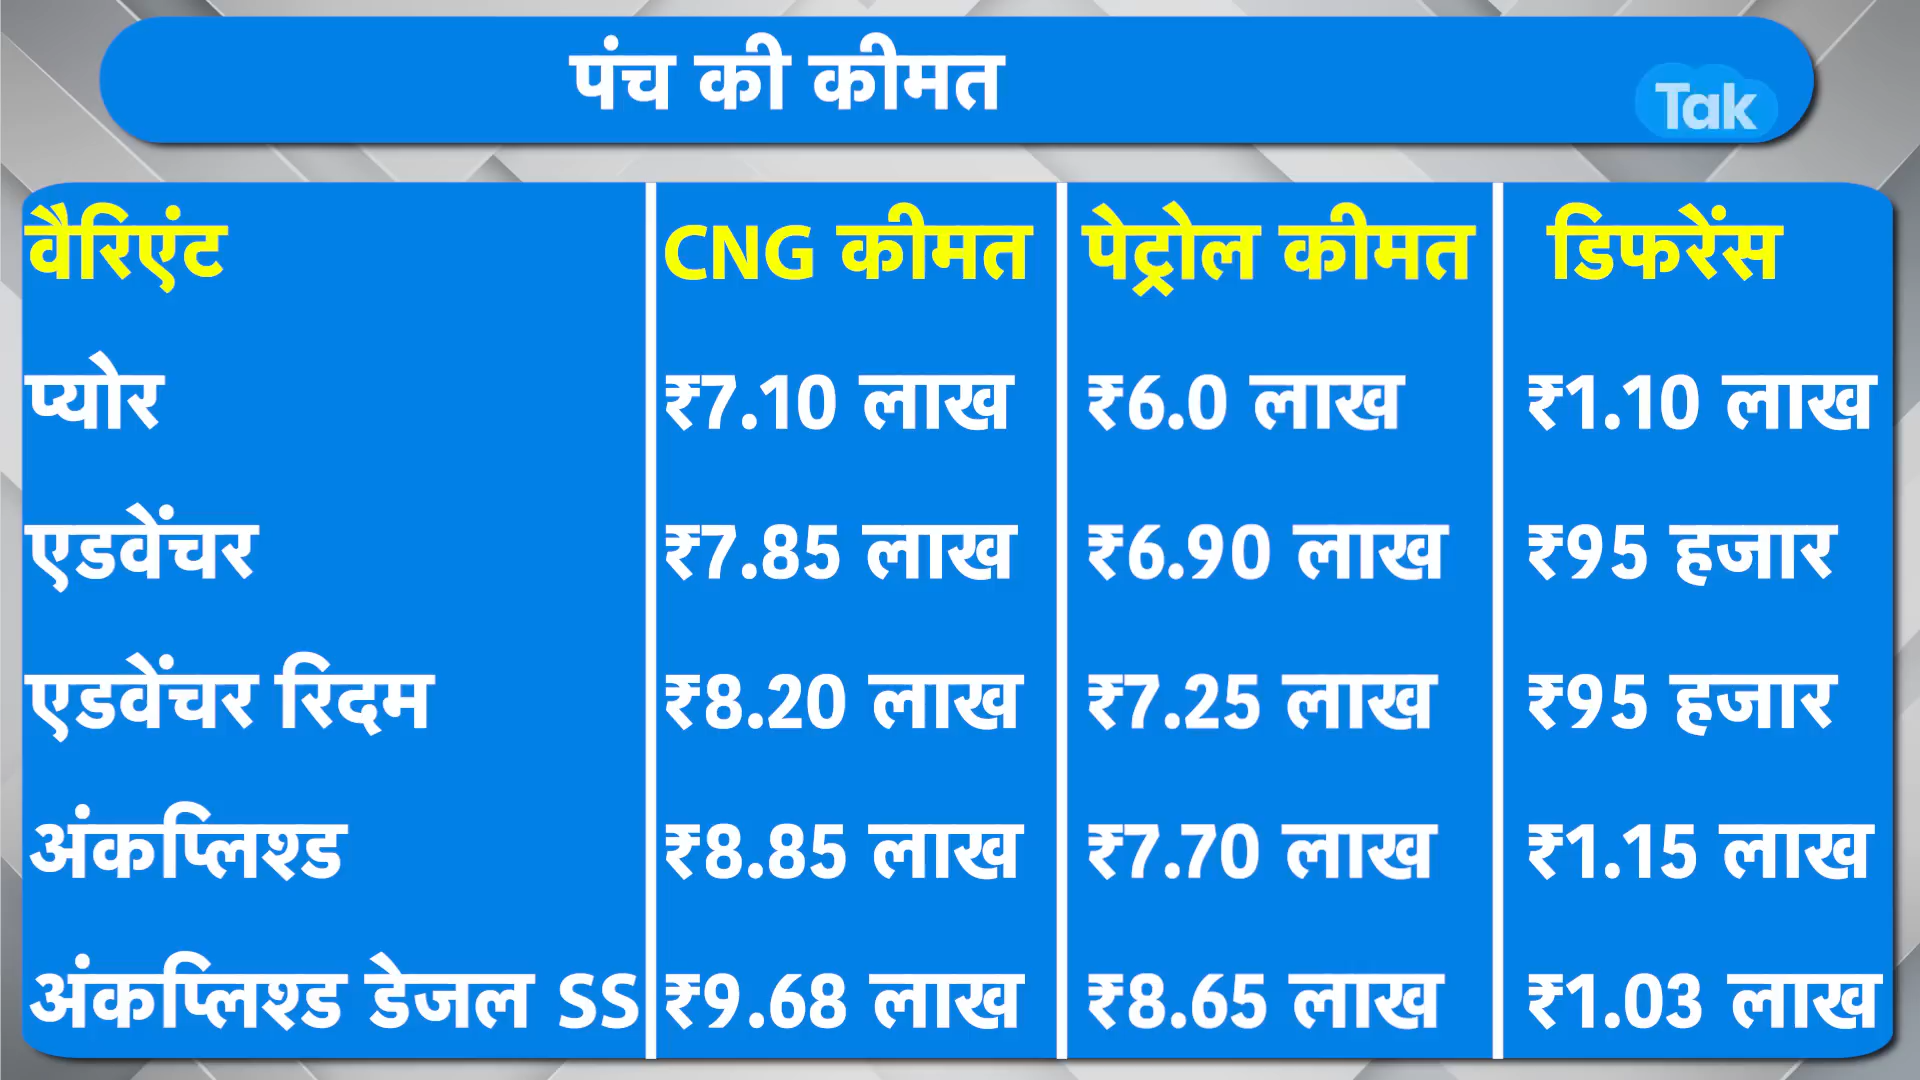 पंच की कीमत
Tak
वैरिएंट CNG कीमत पेट्रोल कीमत डिफरेंस
प्योर ₹7.10 लाख ₹6.0 लाख ₹1.10 लाख
एडवेंचर ₹7.85 लाख ₹6.90 लाख ₹95 हजार
एडवेंचर रिदम ₹8.20 लाख ₹7.25 लाख ₹95 हजार
अंकप्लिश्ड ₹8.85 लाख ₹7.70 लाख ₹1.15 लाख
अंकप्लिश्ड डेजल SS ₹9.68 लाख ₹8.65 लाख ₹1.03 लाख